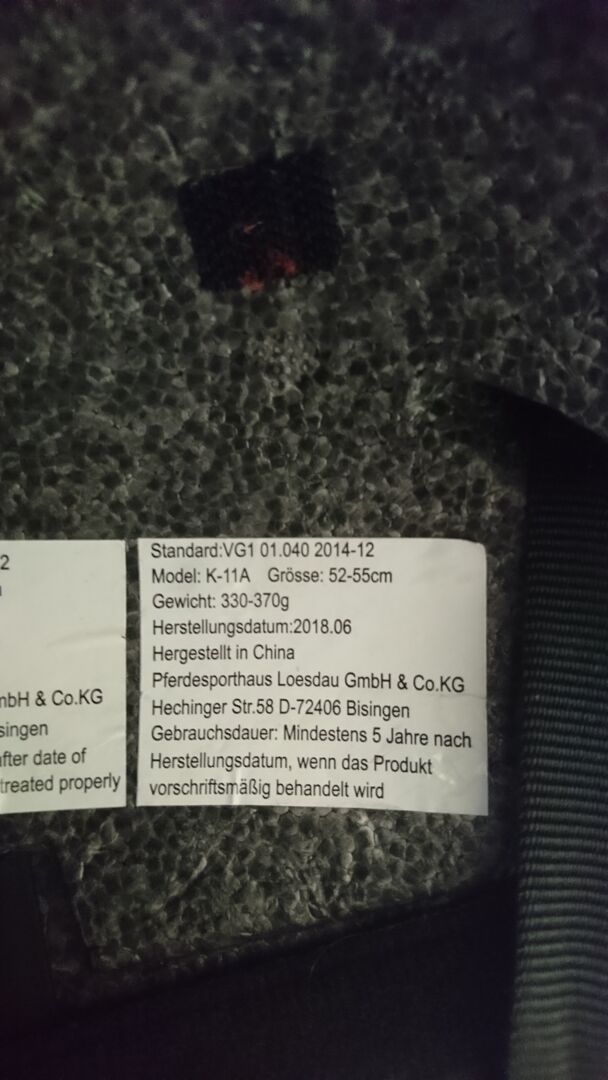 2
mbH & Co.KG
singen
after date of
treated properly
Standard:VG1 01.040 2014-12
Model: K-11A Grösse: 52-55cm
Gewicht: 330-370g
Herstellungsdatum:2018.06
Hergestellt in China
Pferdesporthaus Loesdau GmbH & Co.KG
Hechinger Str.58 D-72406 Bisingen
Gebrauchsdauer: Mindestens 5 Jahre nach
Herstellungsdatum, wenn das Produkt
vorschriftsmäßig behandelt wird